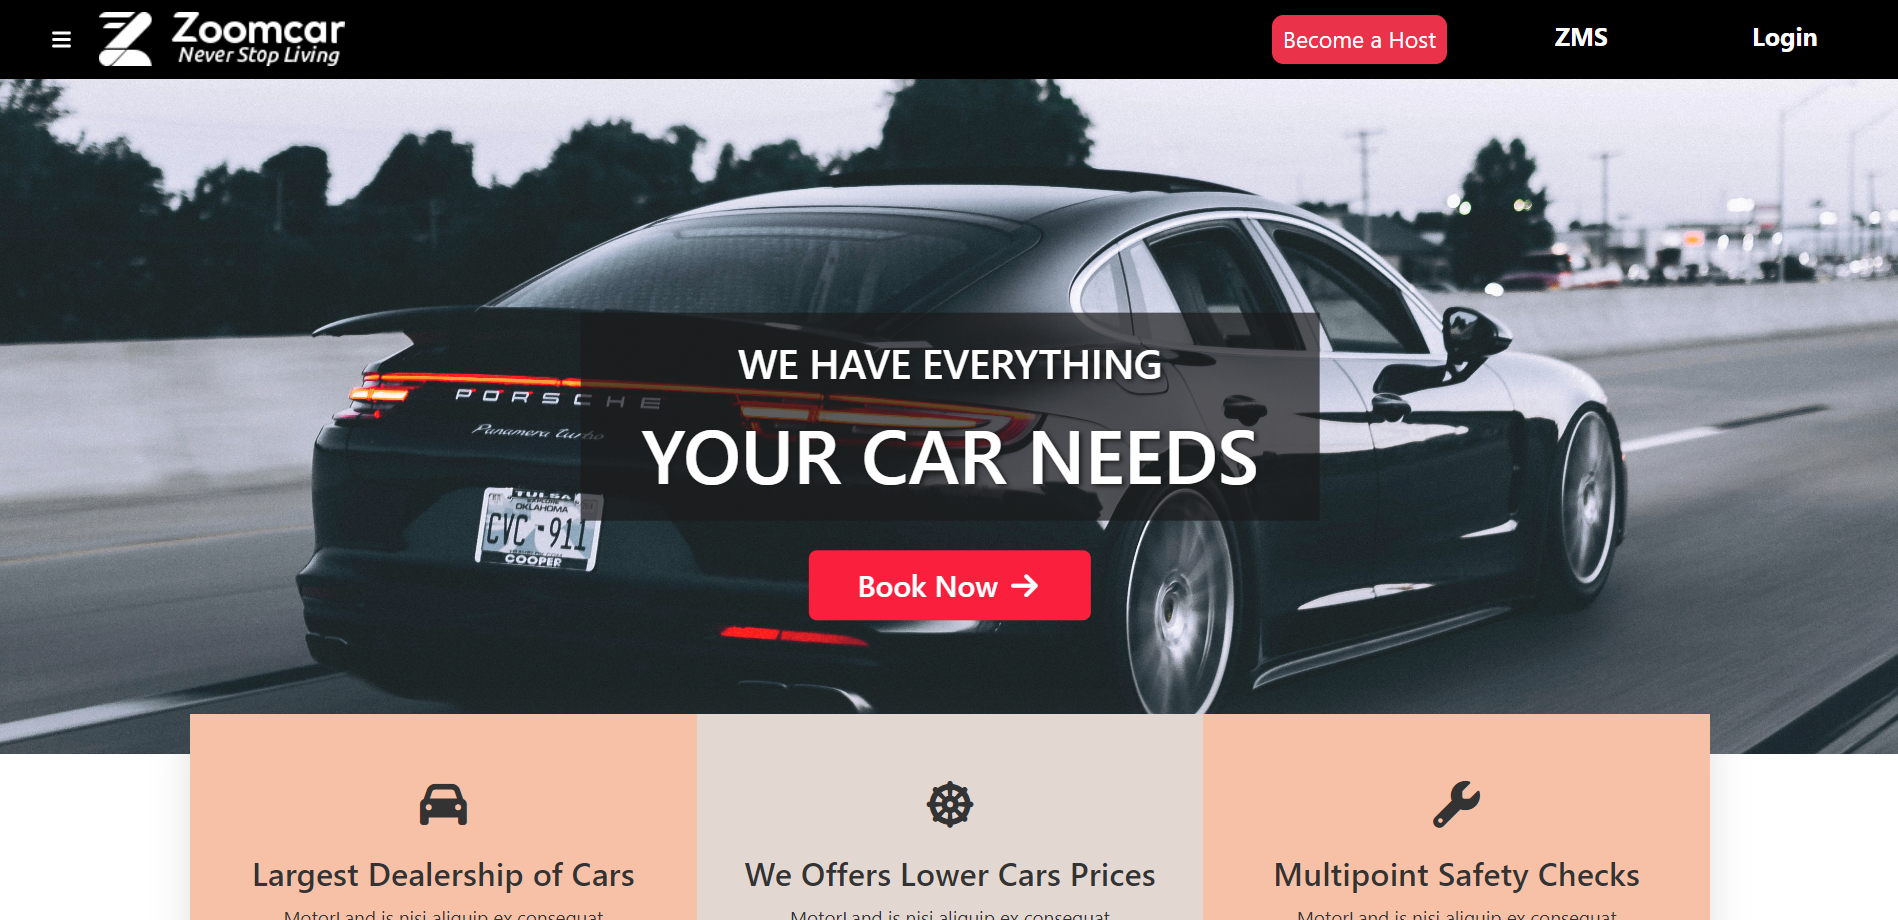 Zoomcar
Never Stop Living
Become a Host
ZMS
Login
WE HAVE EVERYTHING
PORSCHE
Panamera turbo
YOUR CAR NEEDS
TULSA
EXPLORE
OKLAHOMA
CVC-911
COOPER
Book Now
Largest Dealership of Cars
We Offers Lower Cars Prices
Multipoint Safety Checks
MotorLand is nisi aliquip ex consequat
MotorLand is nisi aliquip ex consequat
MotorLand is nisi aliquip ex consequat